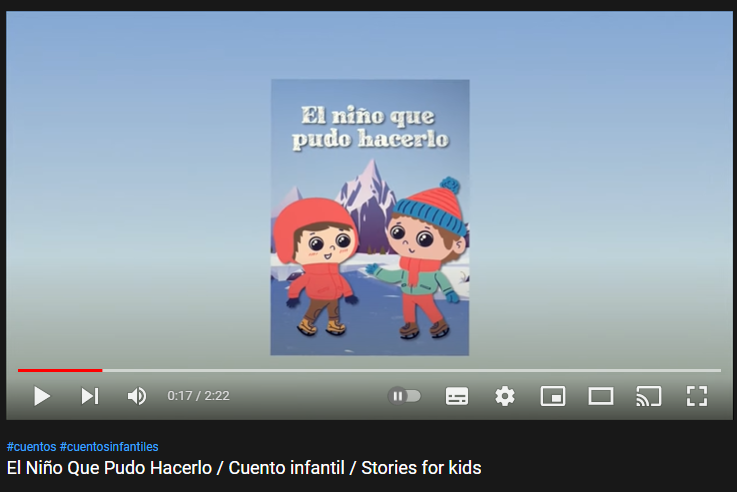 El niño que
pudo hacerlo
0:17 / 2:22
#cuentos #cuentosinfantiles
El Niño Que Pudo Hacerlo / Cuento infantil / Stories for kids